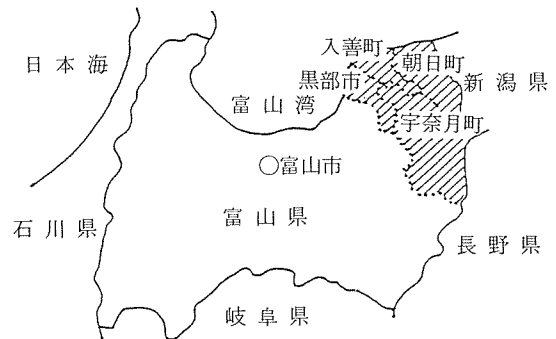 入善町
日本海
朝日町
黒部市
新潟県
富山湾
宇奈月町
○富山市
石川県
富山県
長野県
岐阜県